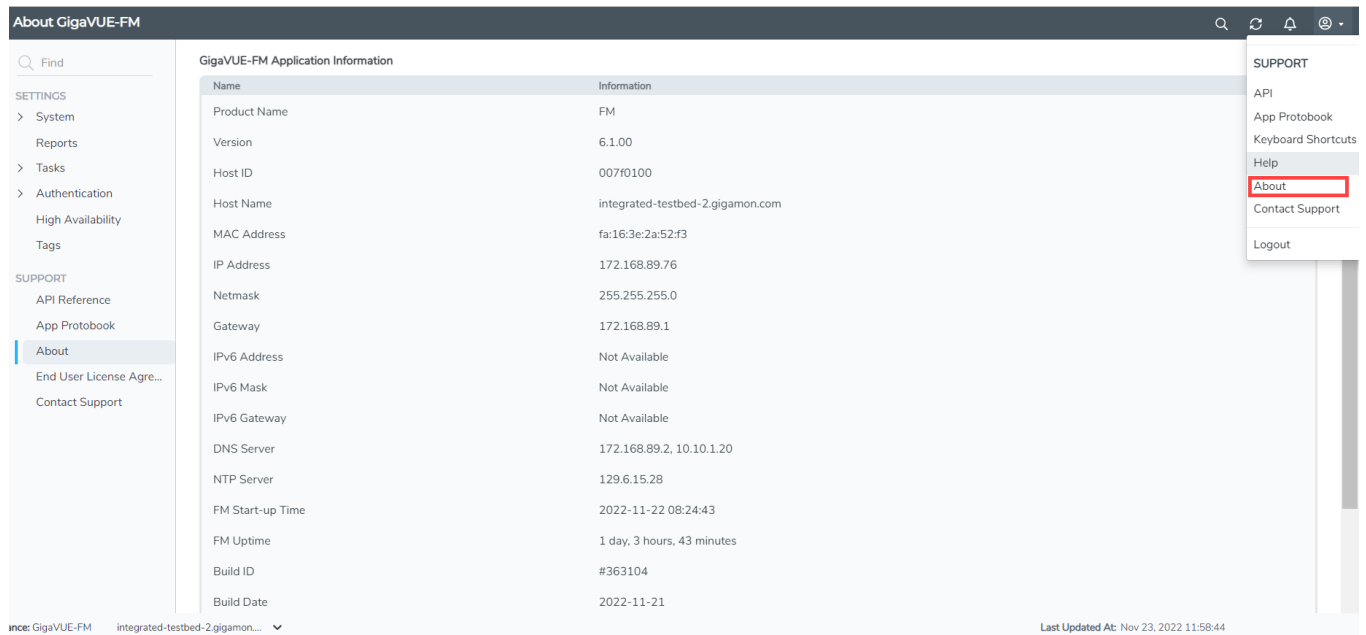 About GigaVUE-FM
Find
SETTINGS
System
Reports
Tasks
Authentication
High Availability
Tags
SUPPORT
API Reference
App Protobook
About
End User License Agre...
Contact Support
GigaVUE-FM Application Information
Name Information
Product Name FM
Version 6.1.00
Host ID 007f0100
Host Name integrated-testbed-2.gigamon.com
MAC Address fa:16:3e:2a:52:f3
IP Address 172.168.89.76
Netmask 255.255.255.0
Gateway 172.168.89.1
IPv6 Address Not Available
IPv6 Mask Not Available
IPv6 Gateway Not Available
DNS Server 172.168.89.2, 10.10.1.20
NTP Server 129.6.15.28
FM Start-up Time 2022-11-22 08:24:43
FM Uptime 1 day, 3 hours, 43 minutes
Build ID #363104
Build Date 2022-11-21
SUPPORT
API
App Protobook
Keyboard Shortcuts
Help
About
Contact Support
Logout
ance: GigaVUE-FM integrated-testbed-2.gigamon.... Last Updated At: Nov 23, 2022 11:58:44